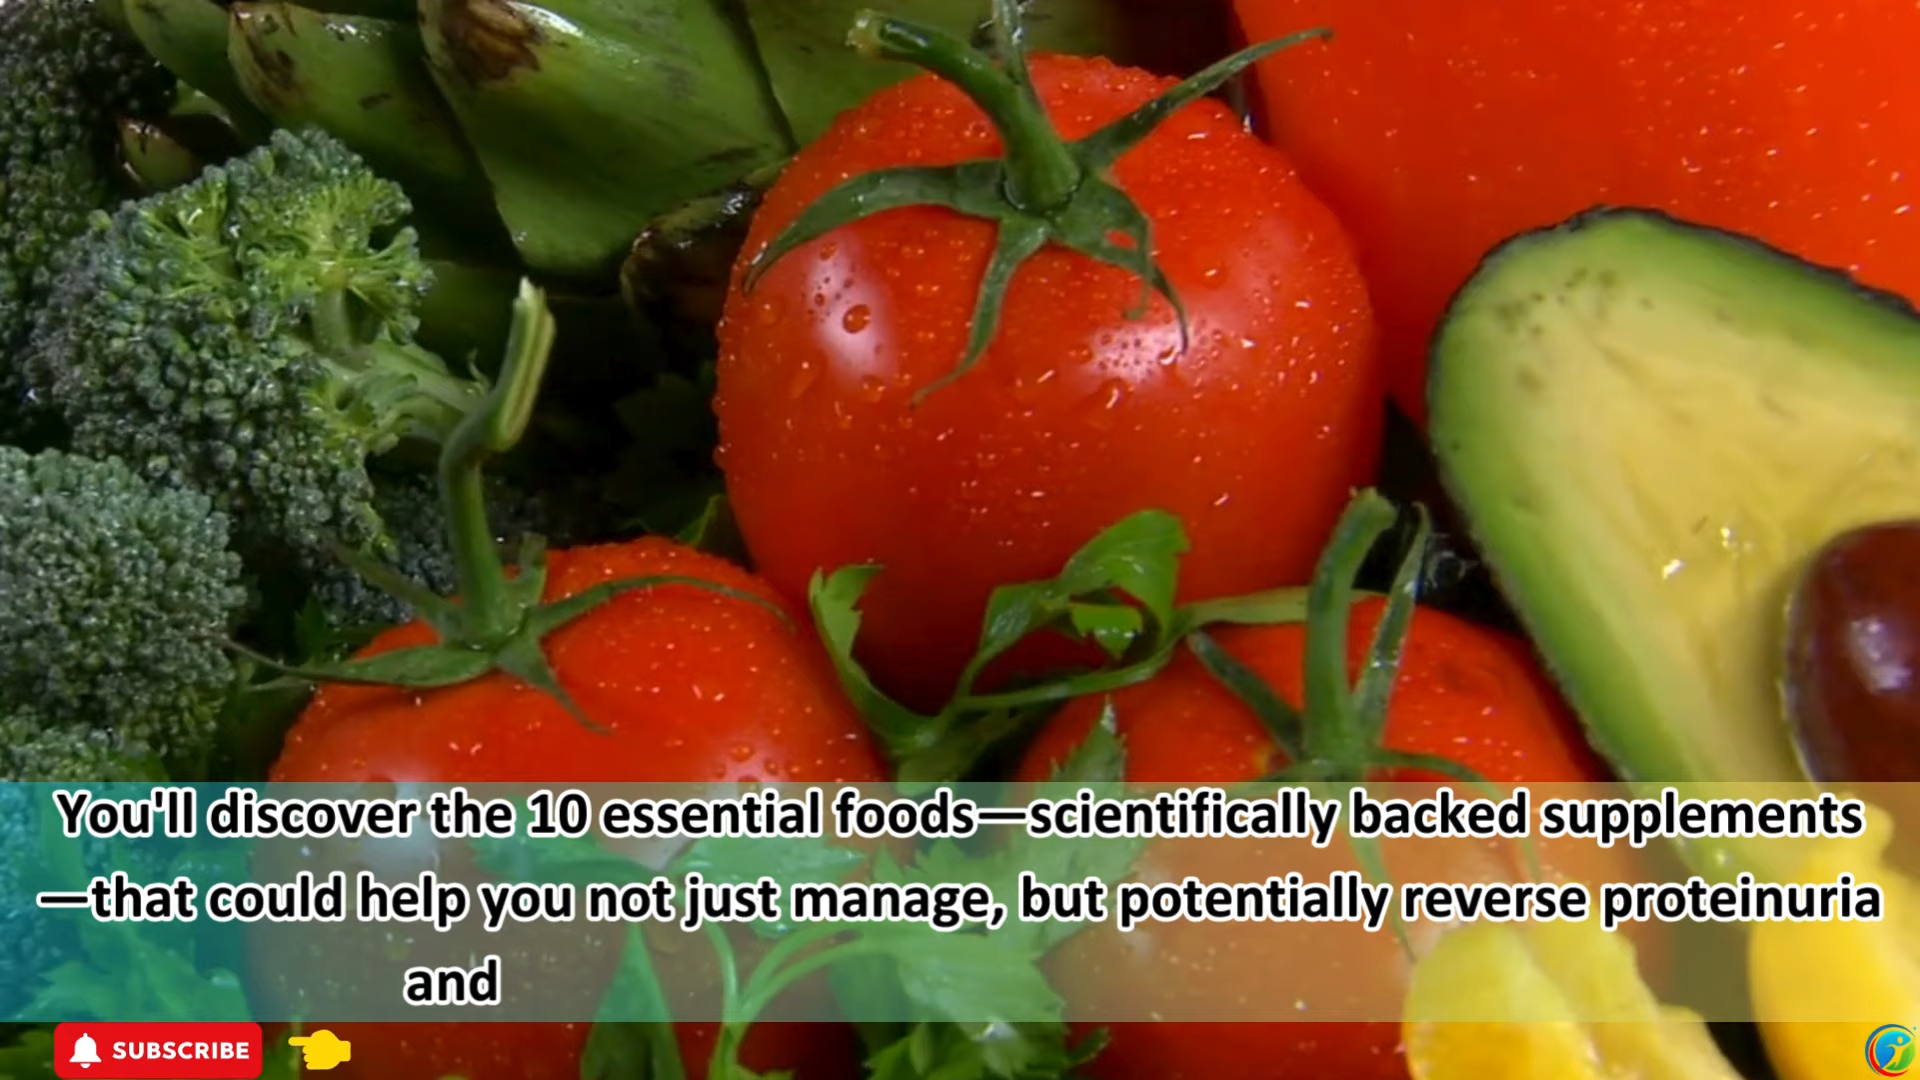 You'll discover the 10 essential foods—scientifically backed supplements
—that could help you not just manage, but potentially reverse proteinuria
and
SUBSCRIBE